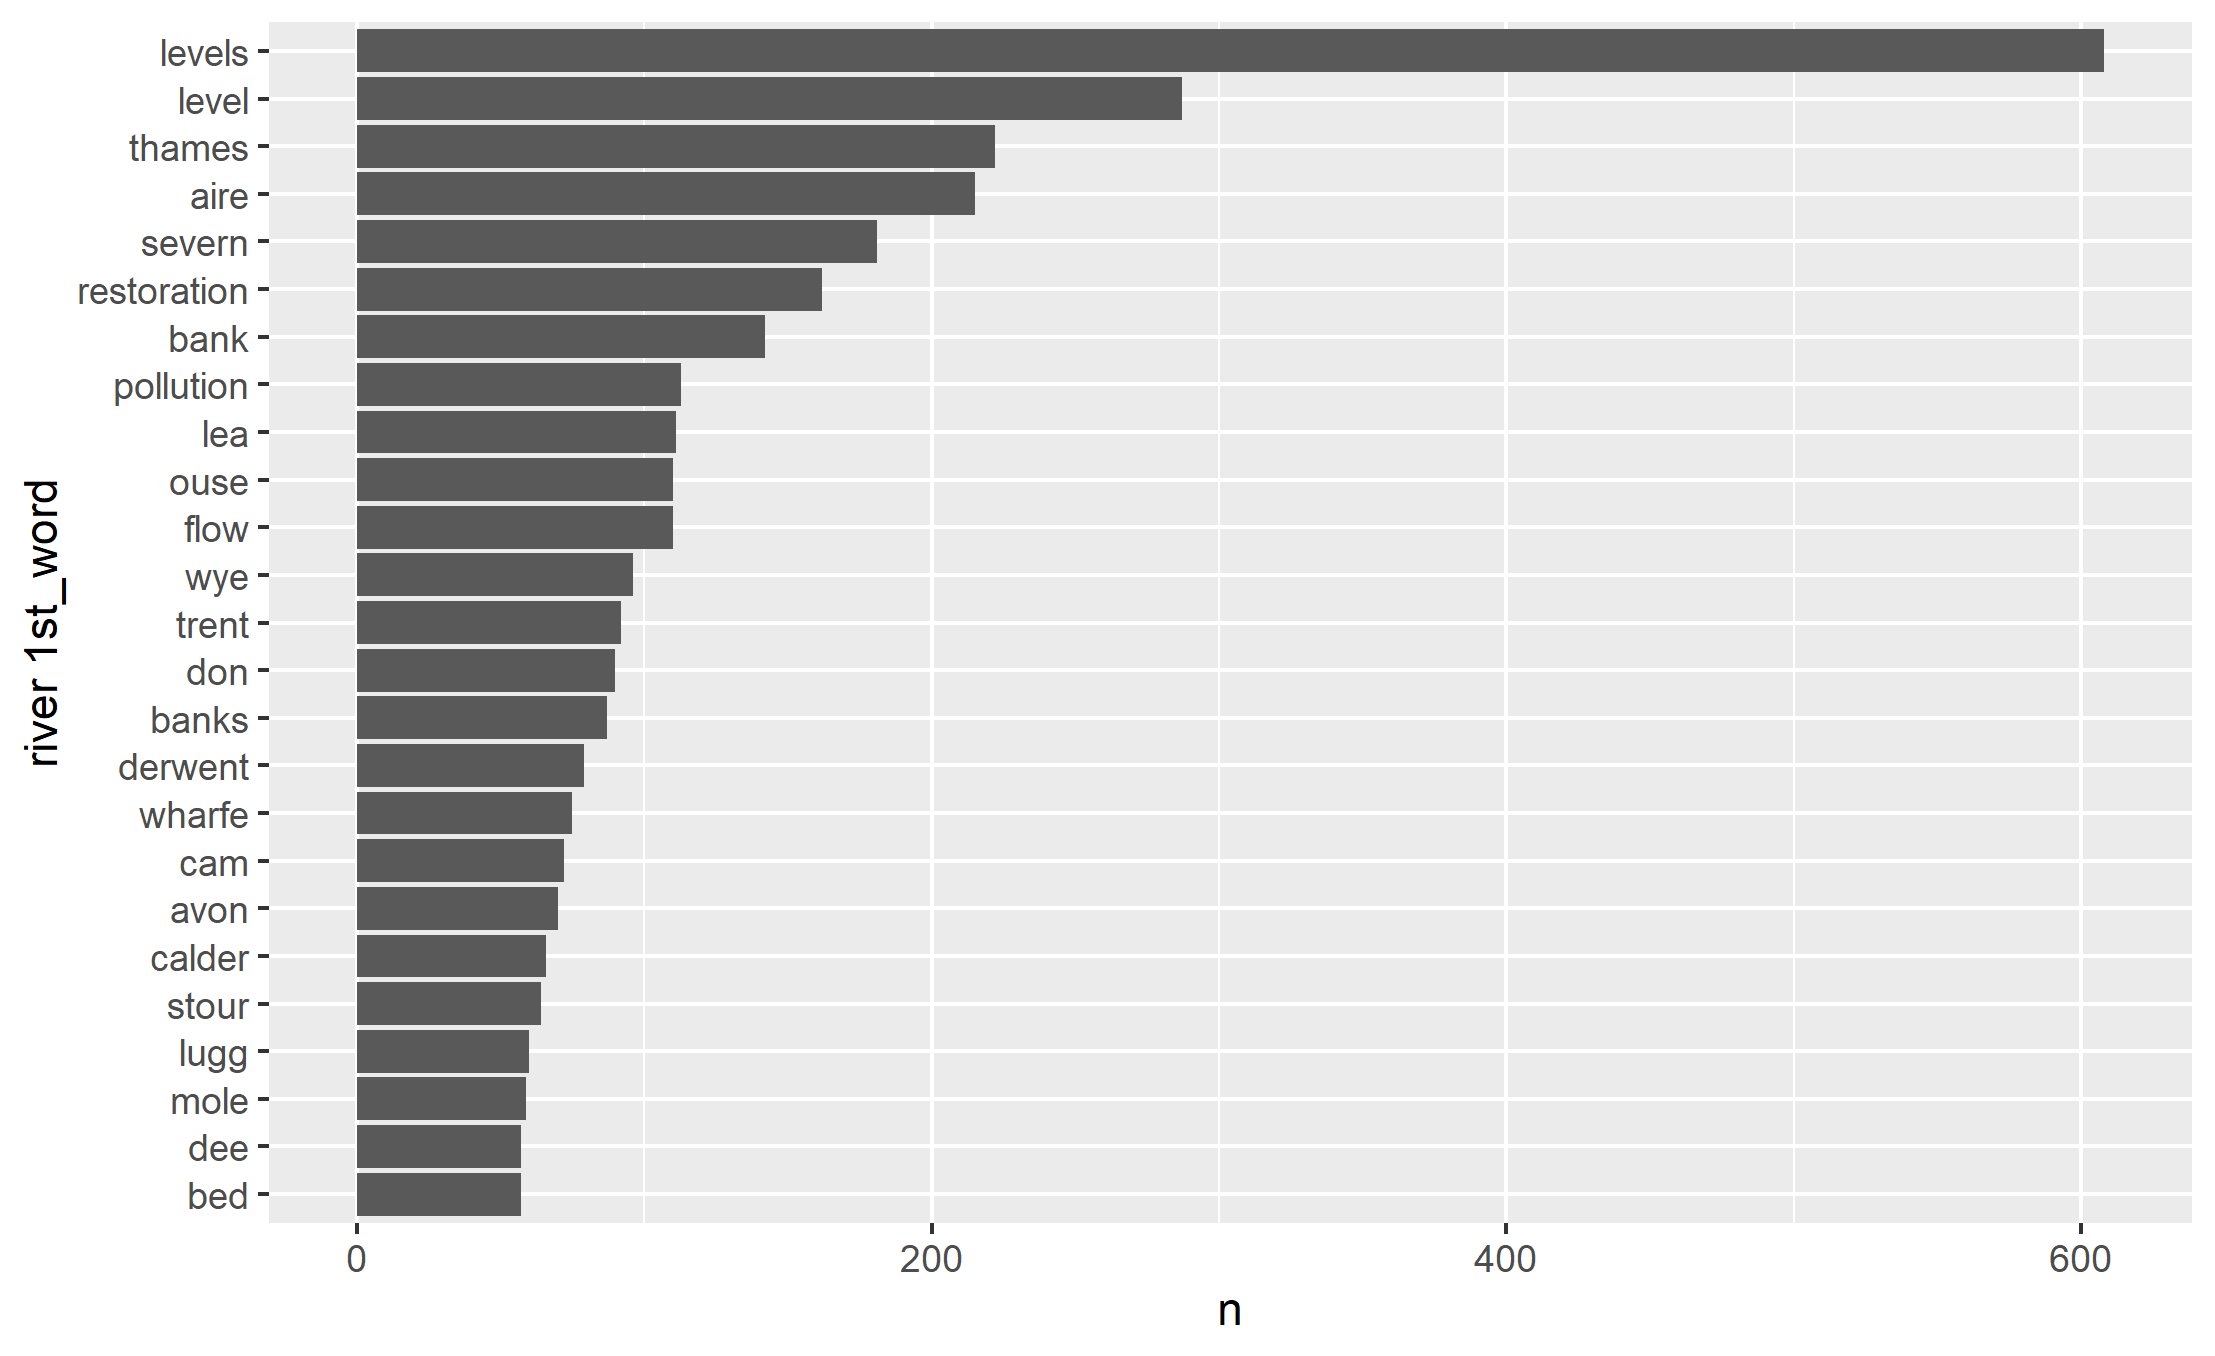 levels
level
thames
aire
severn
restoration
bank
pollution
lea
ouse
flow
wye
trent
don
banks
derwent
wharfe
cam
avon
calder
stour
lugg
mole
dee
bed
river 1st_word
0 200 400 600
n